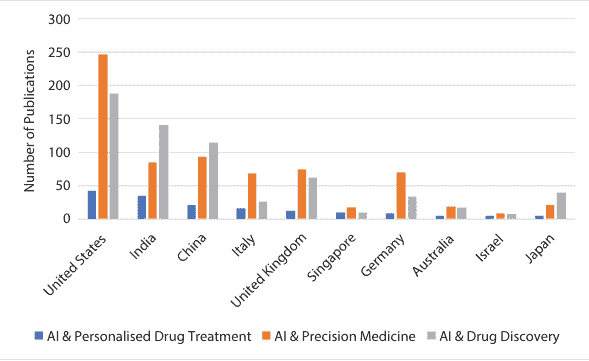 300
250
200
150
100
50
0
Number of Publications
United States
India
China
Italy
United Kingdom
Singapore
Germany
Australia
Israel
Japan
AI & Personalised Drug Treatment AI & Precision Medicine AI & Drug Discovery